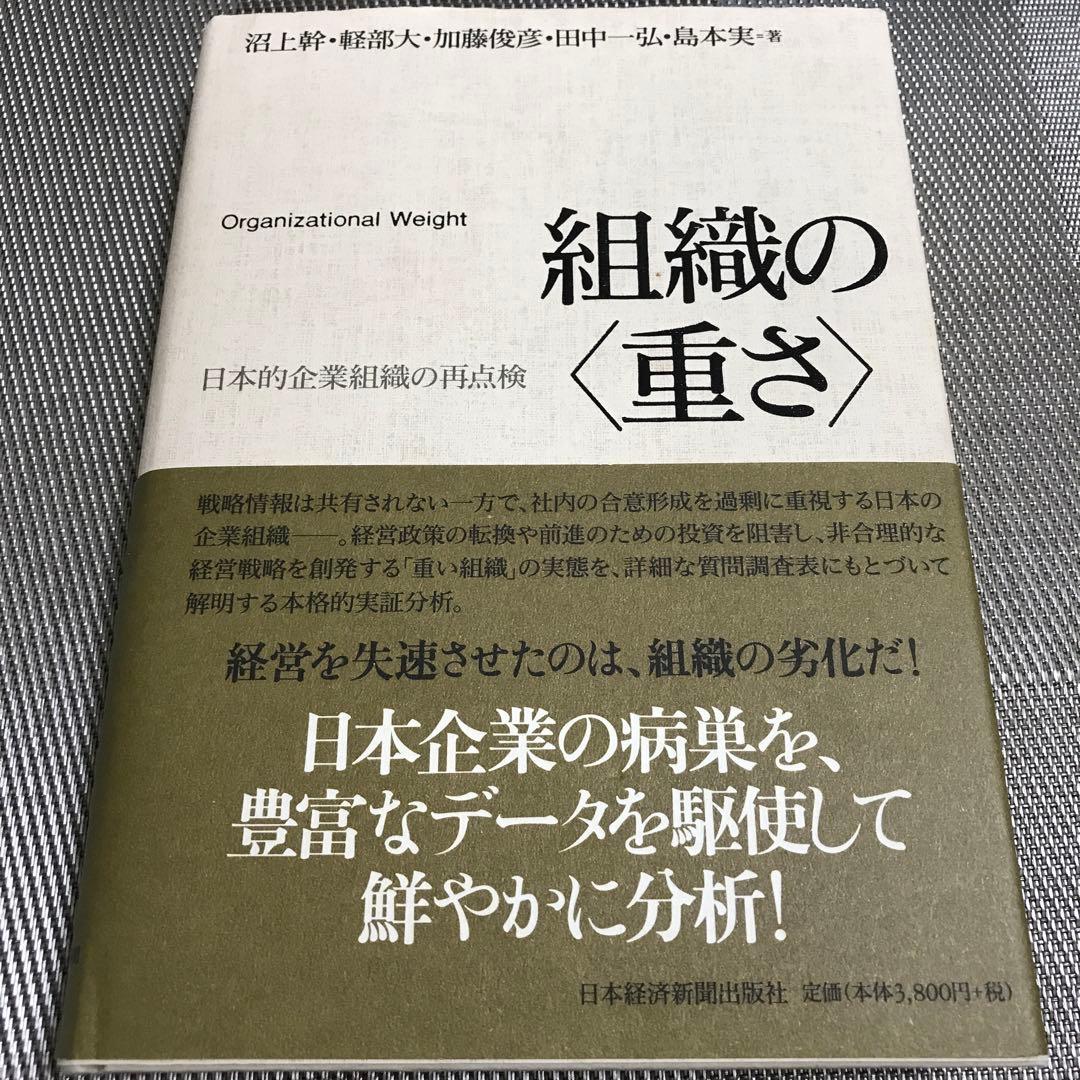 沼上幹・軽部大・加藤俊彦・田中一弘・島本実=著
Organizational Weight
組織の
〈重さ〉
日本的企業組織の再点検
戦略情報は共有されない一方で、社内の合意形成を過剰に重視する日本の
企業組織――。経営政策の転換や前進のための投資を阻害し、非合理的な
経営戦略を創発する「重い組織」の実態を、詳細な質問調査表にもとづいて
解明する本格的実証分析。
経営を失速させたのは、組織の劣化だ!
日本企業の病巣を、
豊富なデータを駆使して
鮮やかに分析!
日本経済新聞出版社 定価(本体3,800円+税)